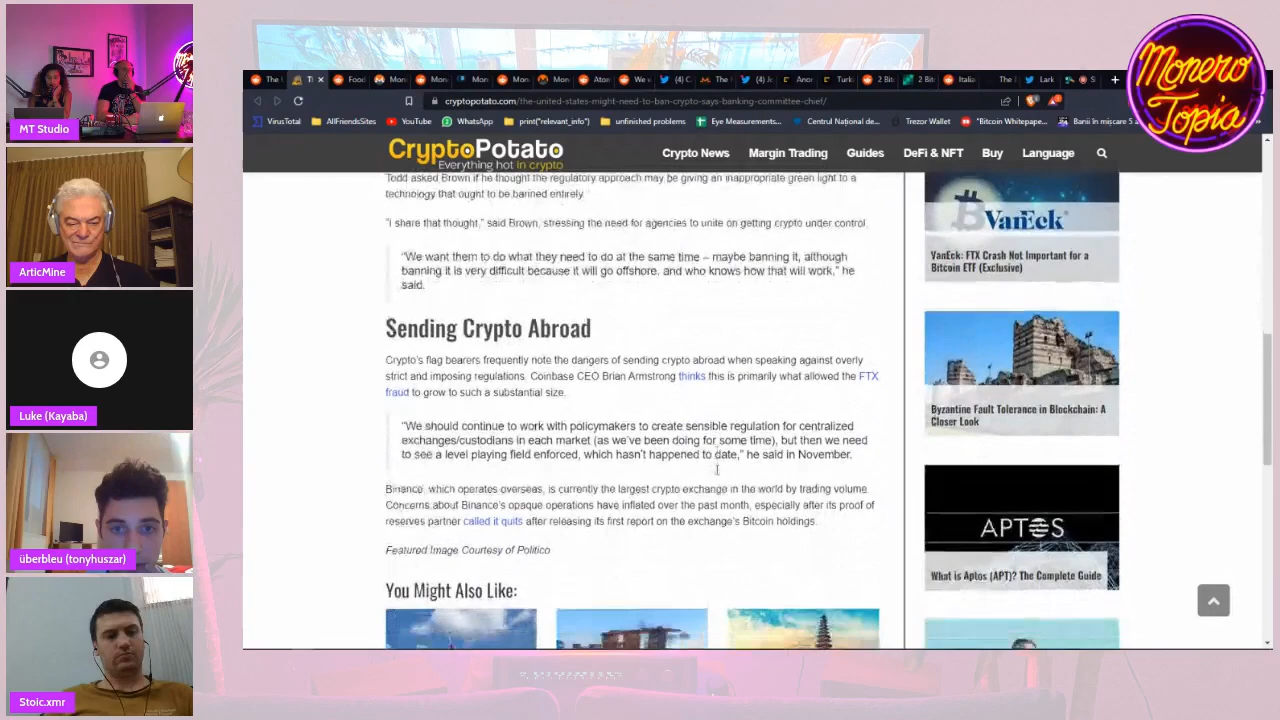 MT Studio
ArticMine
Luke (Kayaba)
überbleu (tonyhuszar)
Stoic.xmr
Monero
Topia
cryptopotato.com/the-united-states-might-need-to-ban-crypto-says-banking-committee-chief/
VirusTotal
AllFriendsSites
YouTube
WhatsApp
print("relevant_info")
unfinished problems
Eye Measurements...
Centrul Național de...
Trezor Wallet
"Bitcoin Whitepape...
CryptoPotato
Everything hot in crypto
Crypto News
Margin Trading
Guides
DeFi & NFT
Buy
Language
Todd asked Brown if he thought the regulatory approach may be giving an inappropriate green light to a
technology that ought to be banned entirely.
"I share that thought," said Brown, stressing the need for agencies to unite on getting crypto under control.
"We want them to do what they need to do at the same time – maybe banning it, although
banning it is very difficult because it will go offshore, and who knows how that will work," he
said.
Sending Crypto Abroad
Crypto's flag bearers frequently note the dangers of sending crypto abroad when speaking against overly
strict and imposing regulations. Coinbase CEO Brian Armstrong thinks this is primarily what allowed the FTX
fraud to grow to such a substantial size.
"We should continue to work with policymakers to create sensible regulation for centralized
exchanges/custodians in each market (as we've been doing for some time), but then we need
to see a level playing field enforced, which hasn't happened to date," he said in November.
Binance, which operates overseas, is currently the largest crypto exchange in the world by trading volume.
Concerns about Binance's opaque operations have inflated over the past month, especially after its proof of
reserves partner called it quits after releasing its first report on the exchange's Bitcoin holdings.
Featured Image Courtesy of Politico
You Might Also Like:
VanEck
VanEck: FTX Crash Not Important for a
Bitcoin ETF (Exclusive)
Byzantine Fault Tolerance in Blockchain: A
Closer Look
APTOS
What is Aptos (APT)? The Complete Guide